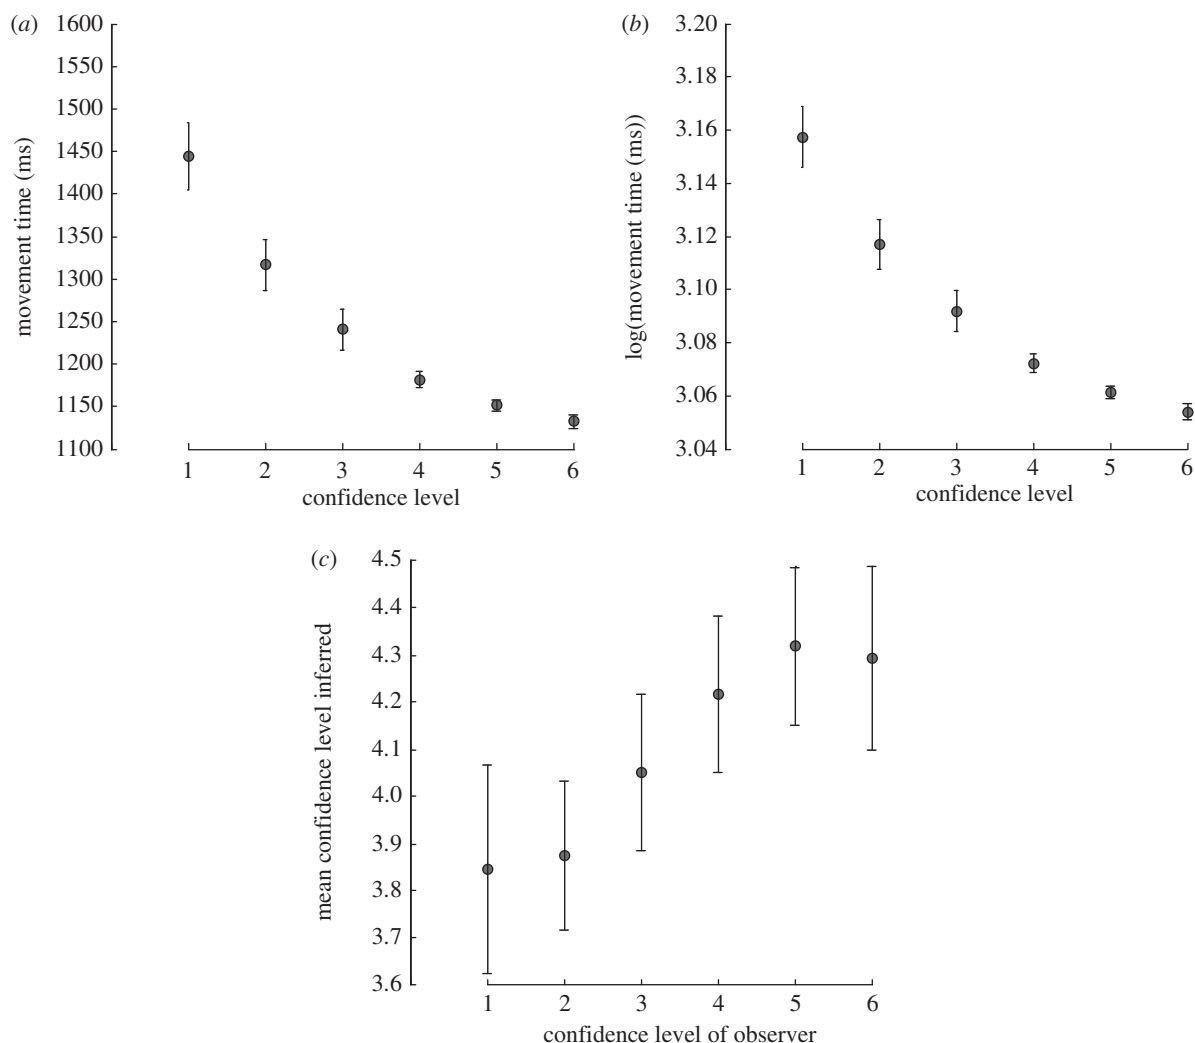 (a)
1600
1550
1500
1450
1400
1350
1300
1250
1200
1150
1100
movement time (ms)
1 2 3 4 5 6
confidence level
(b)
3.20
3.18
3.16
3.14
3.12
3.10
3.08
3.06
3.04
log(movement time (ms))
1 2 3 4 5 6
confidence level
(c)
4.5
4.4
4.3
4.2
4.1
4.0
3.9
3.8
3.7
3.6
mean confidence level inferred
1 2 3 4 5 6
confidence level of observer